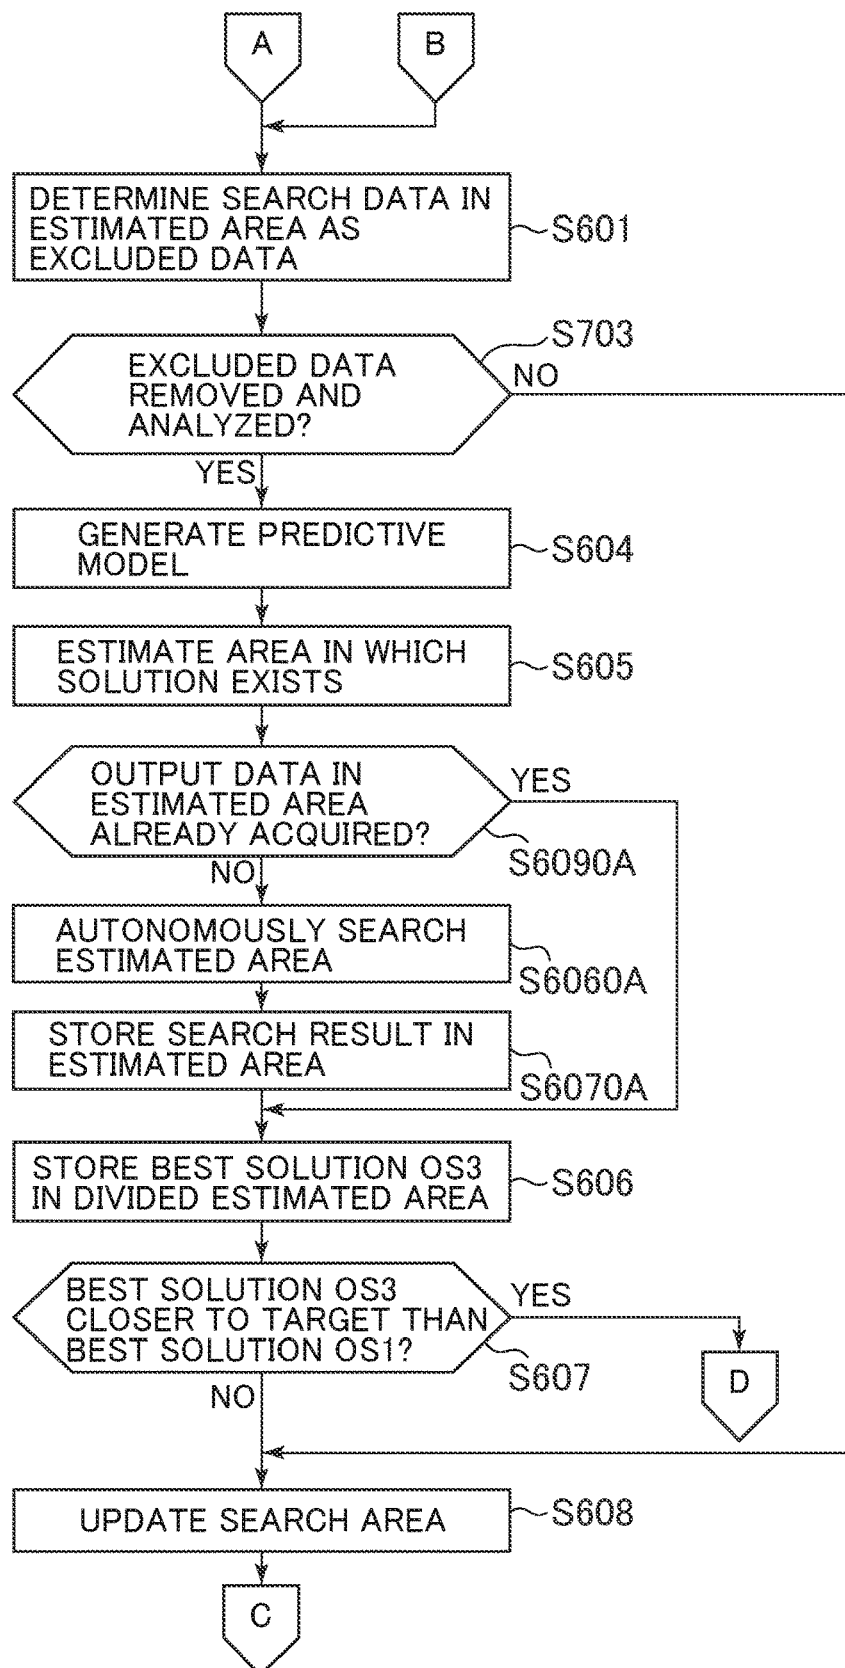 A
B
DETERMINE SEARCH DATA IN
ESTIMATED AREA AS
EXCLUDED DATA
S601
S703
EXCLUDED DATA
REMOVED AND
ANALYZED?
NO
YES
GENERATE PREDICTIVE
MODEL
S604
ESTIMATE AREA IN WHICH
SOLUTION EXISTS
S605
OUTPUT DATA IN
ESTIMATED AREA
ALREADY ACQUIRED?
YES
S6090A
NO
AUTONOMOUSLY SEARCH
ESTIMATED AREA
S6060A
STORE SEARCH RESULT IN
ESTIMATED AREA
S6070A
STORE BEST SOLUTION OS3
IN DIVIDED ESTIMATED AREA
S606
BEST SOLUTION OS3
CLOSER TO TARGET THAN
BEST SOLUTION OS1?
YES
S607
D
NO
UPDATE SEARCH AREA
S608
C